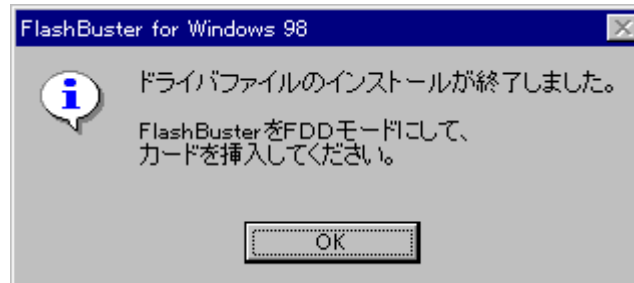 FlashBuster for Windows 98
ドライバファイルのインストールが終了しました。
FlashBusterをFDDモードにして、
カードを挿入してください。
OK